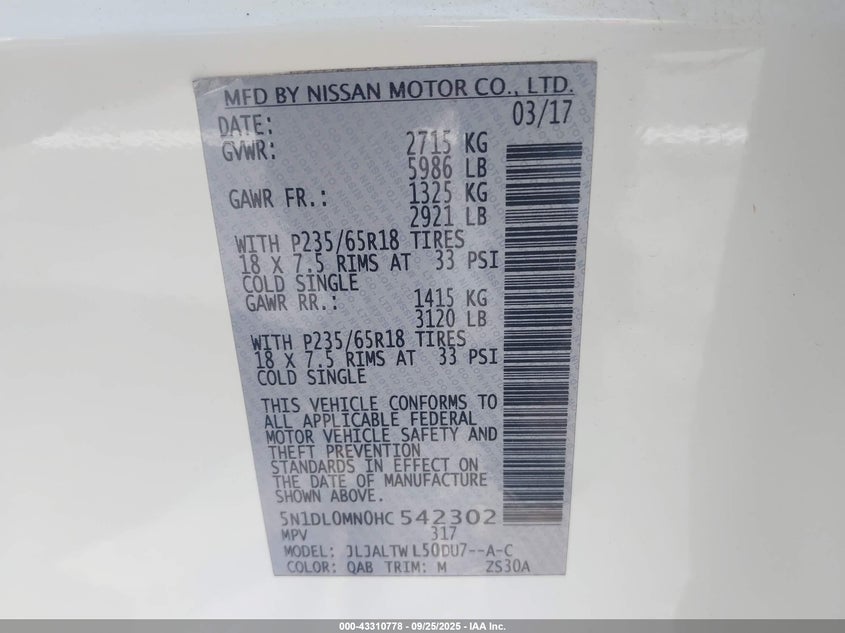 MFD BY NISSAN MOTOR CO., LTD.
DATE: 03/17
GVWR: 2715 KG
5986 LB
GAWR FR.: 1325 KG
2921 LB
WITH P235/65R18 TIRES
18 X 7.5 RIMS AT 33 PSI
COLD SINGLE
GAWR RR.: 1415 KG
3120 LB
WITH P235/65R18 TIRES
18 X 7.5 RIMS AT 33 PSI
COLD SINGLE
THIS VEHICLE CONFORMS TO
ALL APPLICABLE FEDERAL
MOTOR VEHICLE SAFETY AND
THEFT PREVENTION
STANDARDS IN EFFECT ON
THE DATE OF MANUFACTURE
SHOWN ABOVE.
5N1DL0MN0HC542302
MPV 317
MODEL: JLJALTWL50DU7--A-C
COLOR: QAB TRIM: M ZS30A
000-43310778 - 09/25/2025 - IAA Inc.